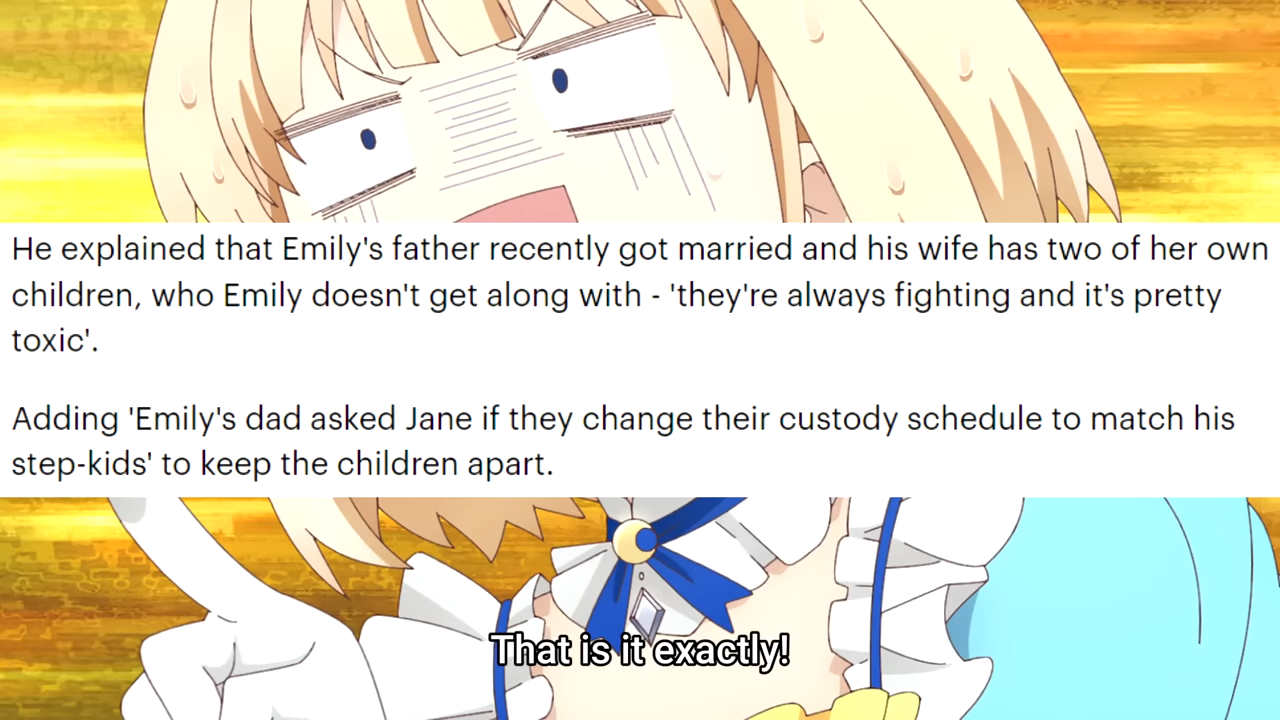 He explained that Emily's father recently got married and his wife has two of her own
children, who Emily doesn't get along with - 'they're always fighting and it's pretty
toxic'.
Adding 'Emily's dad asked Jane if they change their custody schedule to match his
step-kids' to keep the children apart.
That is it exactly!